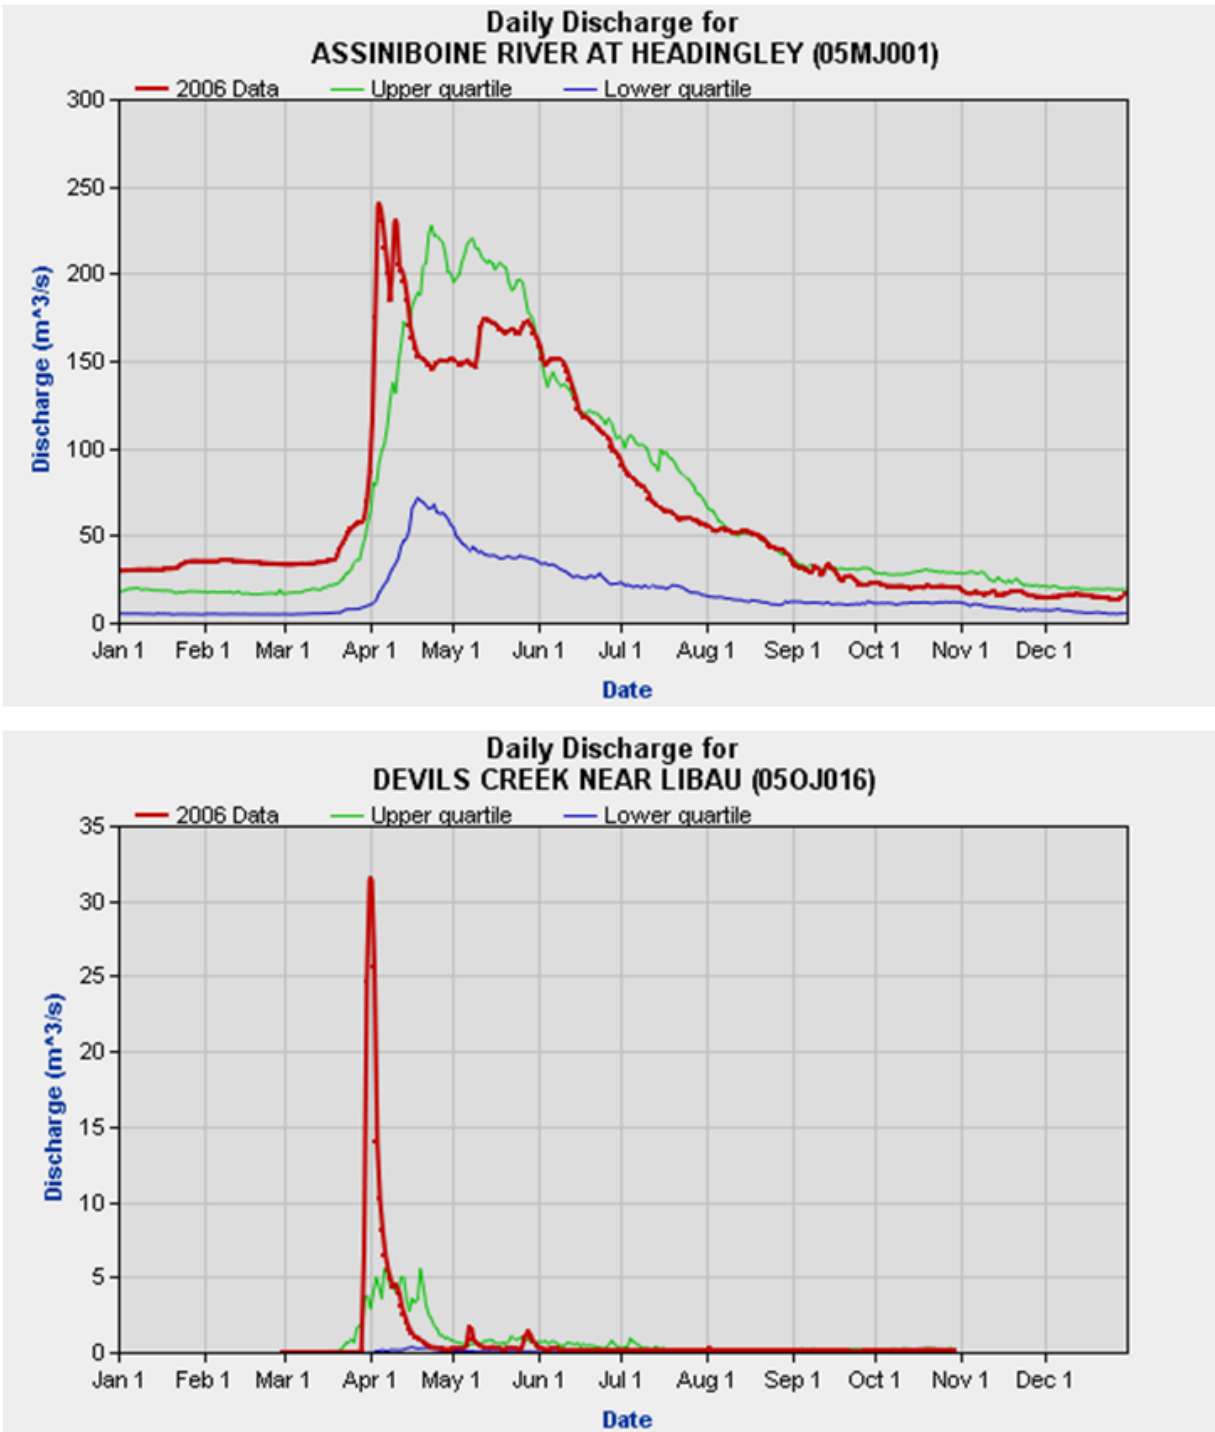 Daily Discharge for
ASSINIBOINE RIVER AT HEADINGLEY (05MJ001)
2006 Data Upper quartile Lower quartile
300
250
200
150
100
50
0
Discharge (m^3/s)
Jan 1 Feb 1 Mar 1 Apr 1 May 1 Jun 1 Jul 1 Aug 1 Sep 1 Oct 1 Nov 1 Dec 1
Date
Daily Discharge for
DEVILS CREEK NEAR LIBAU (05OJ016)
2006 Data Upper quartile Lower quartile
35
30
25
20
15
10
5
0
Discharge (m^3/s)
Jan 1 Feb 1 Mar 1 Apr 1 May 1 Jun 1 Jul 1 Aug 1 Sep 1 Oct 1 Nov 1 Dec 1
Date